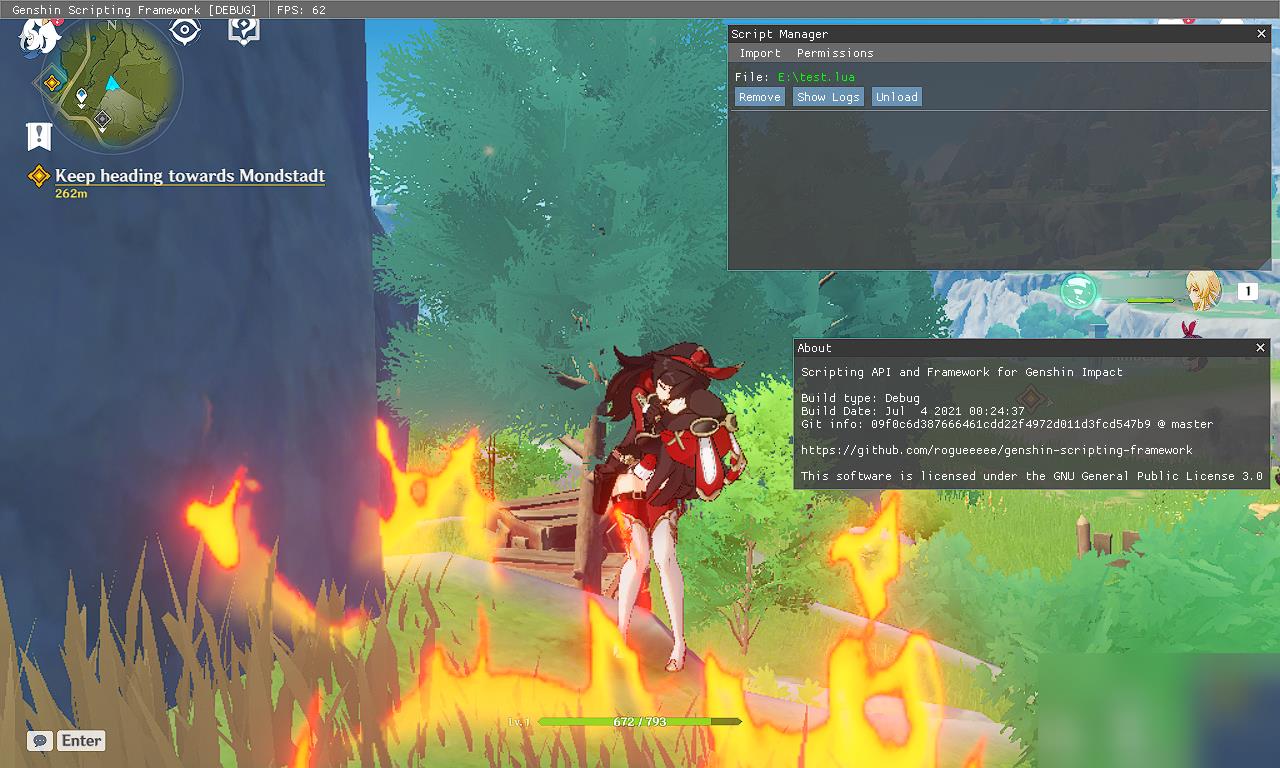 Genshin Scripting Framework [DEBUG] FPS: 62
N
Keep heading towards Mondstadt
262m
Script Manager
Import Permissions
File: E:\test.lua
Remove Show Logs Unload
1
About
Scripting API and Framework for Genshin Impact
Build type: Debug
Build Date: Jul 4 2021 00:24:37
Git info: 09f0c6d387666461cdd22f4972d011d3fcd547b9 @ master
https://github.com/rogueeeee/genshin-scripting-framework
This software is licensed under the GNU General Public License 3.0
Lv.1 672 / 793
Enter